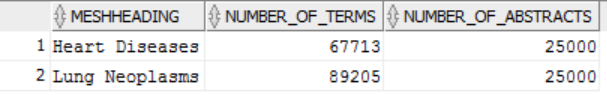 MESHHEADING NUMBER_OF_TERMS NUMBER_OF_ABSTRACTS
1 Heart Diseases 67713 25000
2 Lung Neoplasms 89205 25000